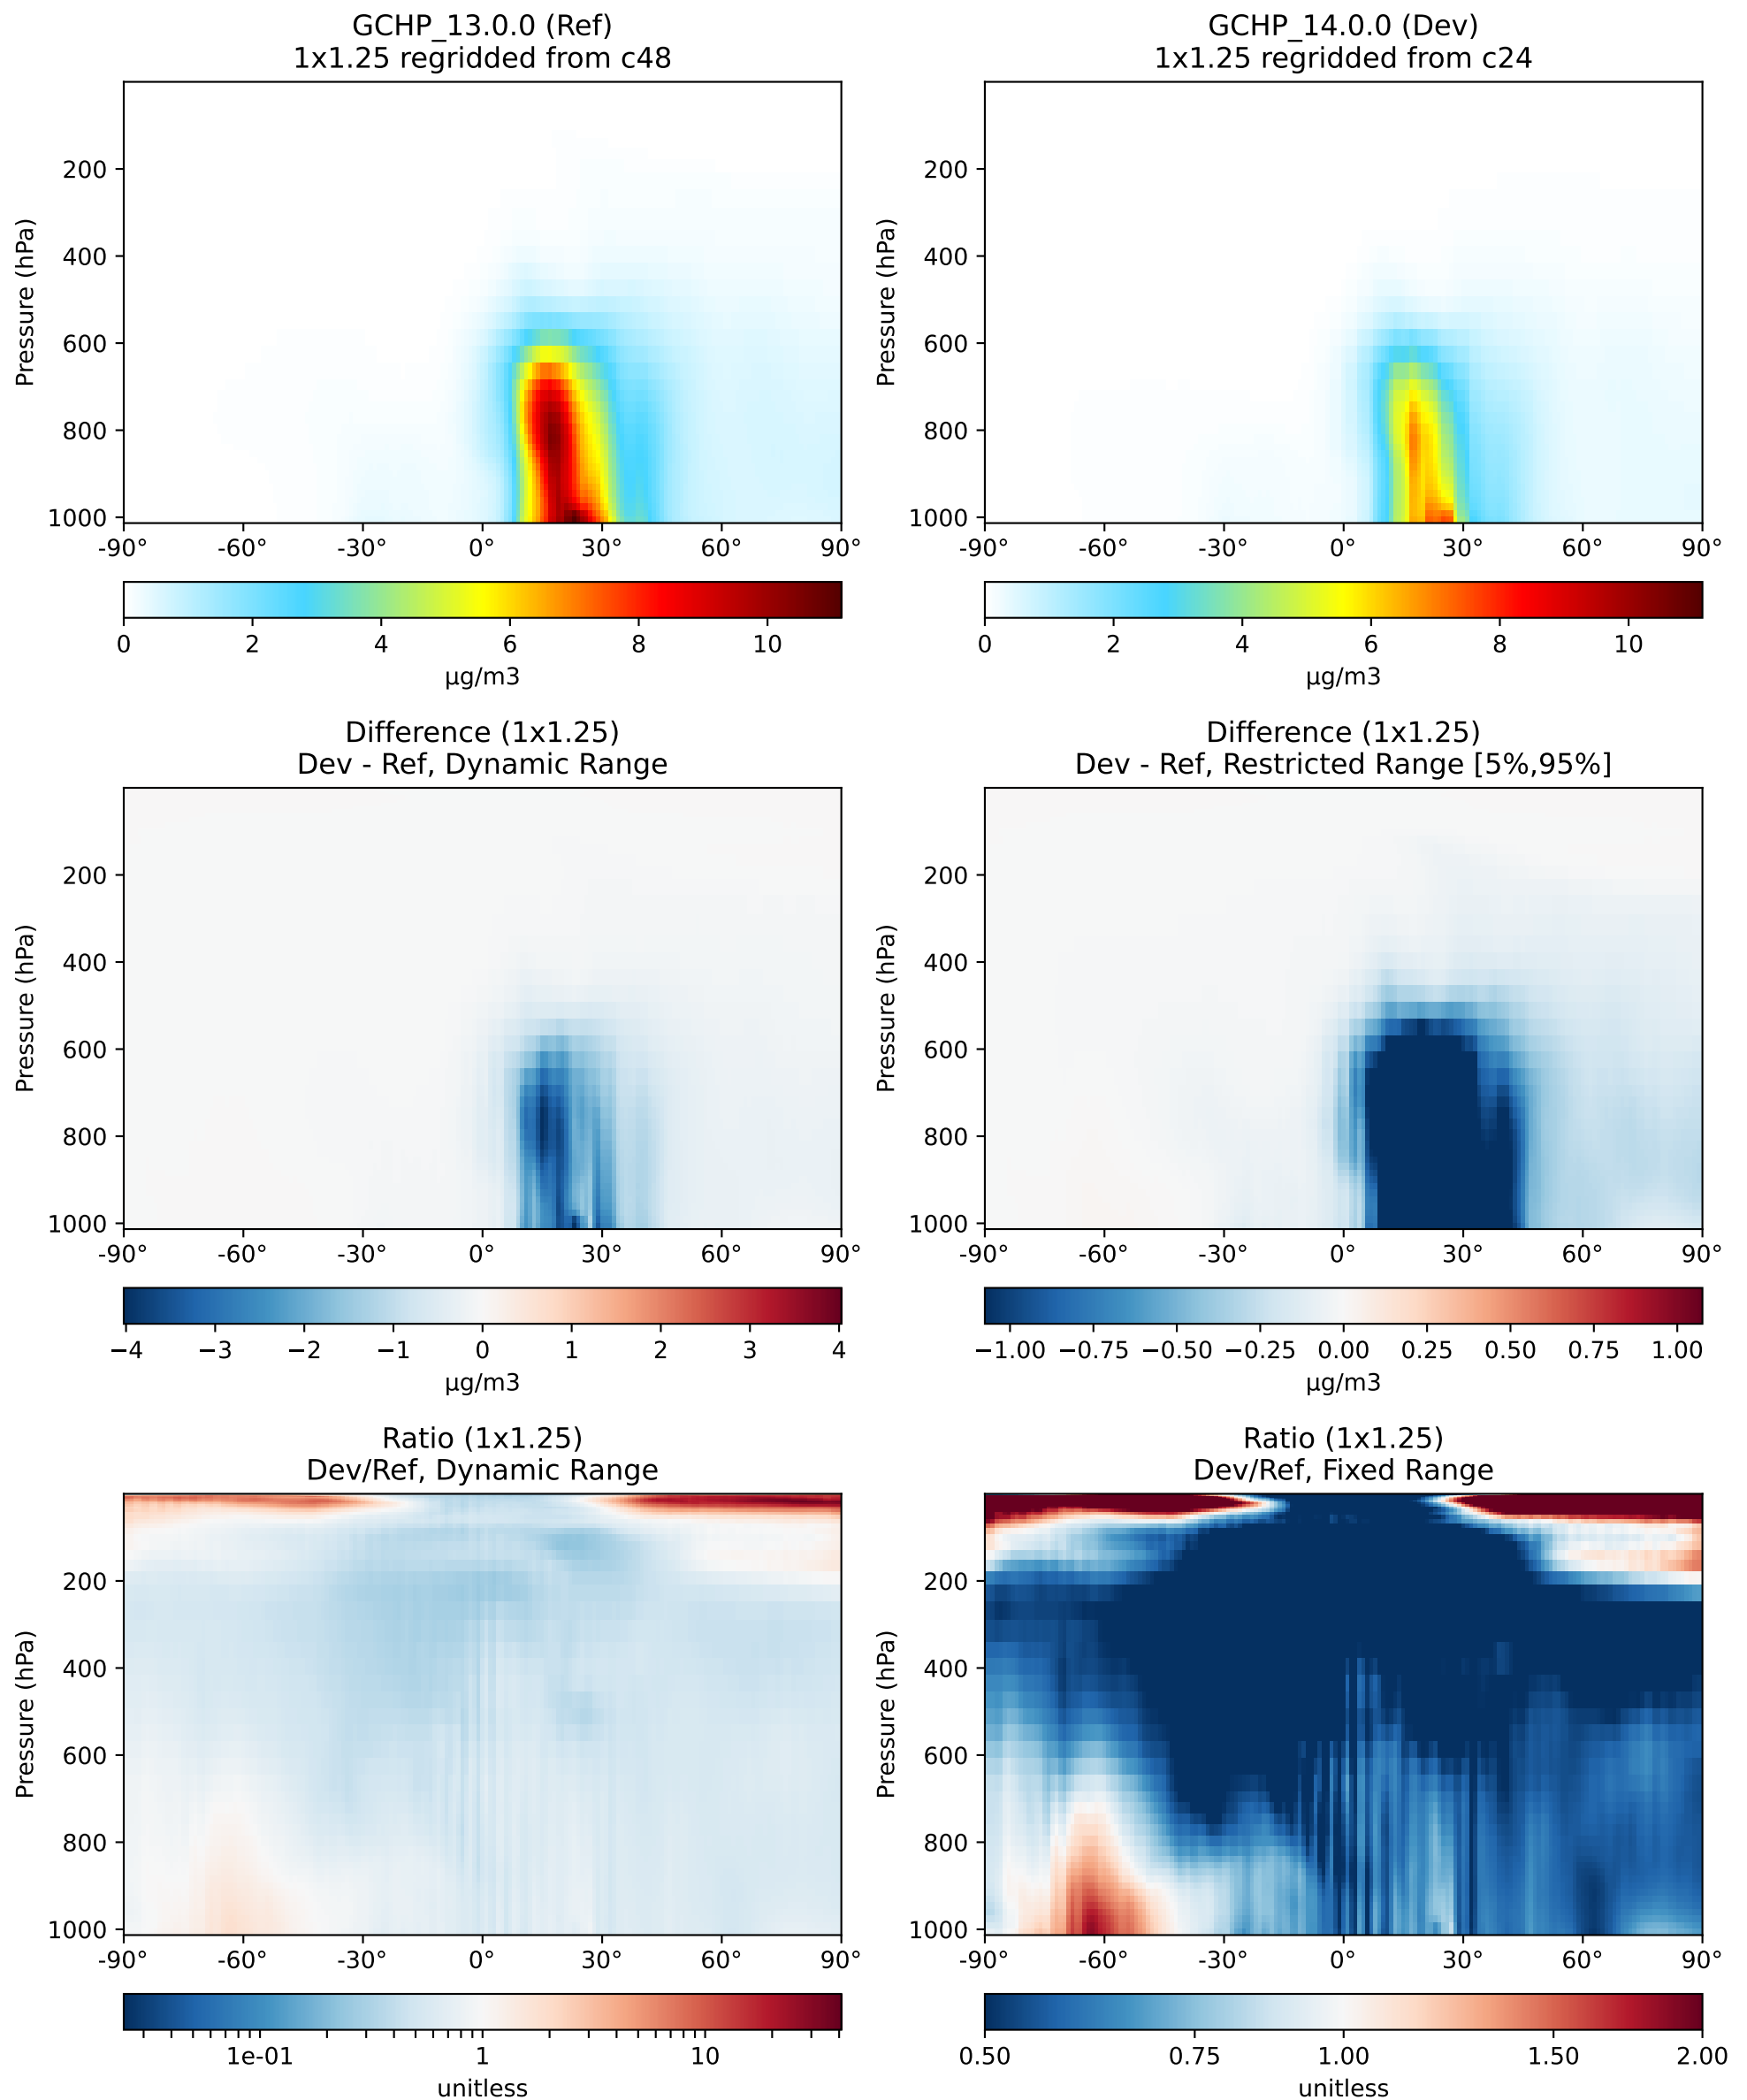 GCHP_13.0.0 (Ref)
1x1.25 regridded from c48
GCHP_14.0.0 (Dev)
1x1.25 regridded from c24
Pressure (hPa)
200
400
600
800
1000
-90° -60° -30° 0° 30° 60° 90°
0 2 4 6 8 10
µg/m3
Pressure (hPa)
200
400
600
800
1000
-90° -60° -30° 0° 30° 60° 90°
0 2 4 6 8 10
µg/m3
Difference (1x1.25)
Dev - Ref, Dynamic Range
Pressure (hPa)
200
400
600
800
1000
-90° -60° -30° 0° 30° 60° 90°
−4 −3 −2 −1 0 1 2 3 4
µg/m3
Difference (1x1.25)
Dev - Ref, Restricted Range [5%,95%]
Pressure (hPa)
200
400
600
800
1000
-90° -60° -30° 0° 30° 60° 90°
−1.00 −0.75 −0.50 −0.25 0.00 0.25 0.50 0.75 1.00
µg/m3
Ratio (1x1.25)
Dev/Ref, Dynamic Range
Pressure (hPa)
200
400
600
800
1000
-90° -60° -30° 0° 30° 60° 90°
1e-01 1 10
unitless
Ratio (1x1.25)
Dev/Ref, Fixed Range
Pressure (hPa)
200
400
600
800
1000
-90° -60° -30° 0° 30° 60° 90°
0.50 0.75 1.00 1.50 2.00
unitless